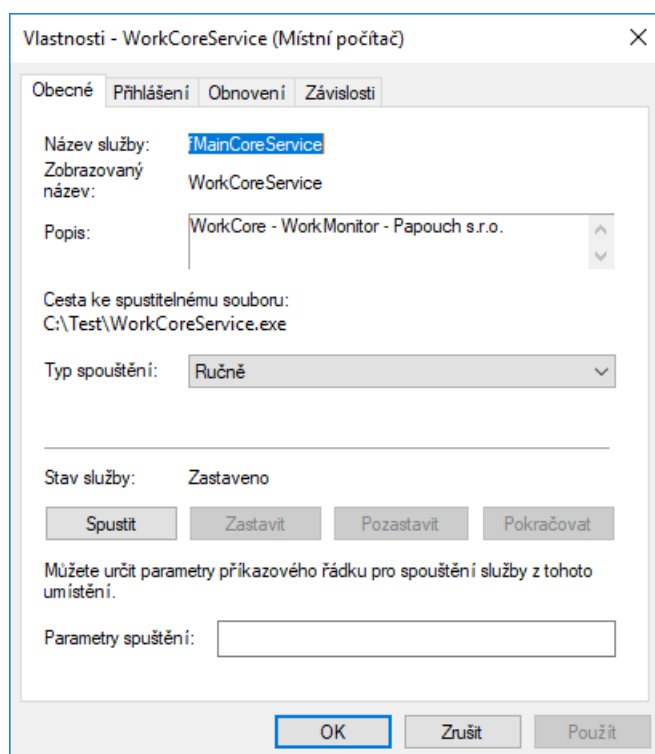 Vlastnosti - WorkCoreService (Místní počítač)
Obecné Přihlášení Obnovení Závislosti
Název služby: fMainCoreService
Zobrazovaný
název: WorkCoreService
Popis: WorkCore - WorkMonitor - Papouch s.r.o.
Cesta ke spustitelnému souboru:
C:\Test\WorkCoreService.exe
Typ spouštění: Ručně
Stav služby: Zastaveno
Spustit Zastavit Pozastavit Pokračovat
Můžete určit parametry příkazového řádku pro spouštění služby z tohoto
umístění.
Parametry spuštění:
OK Zrušit Použít